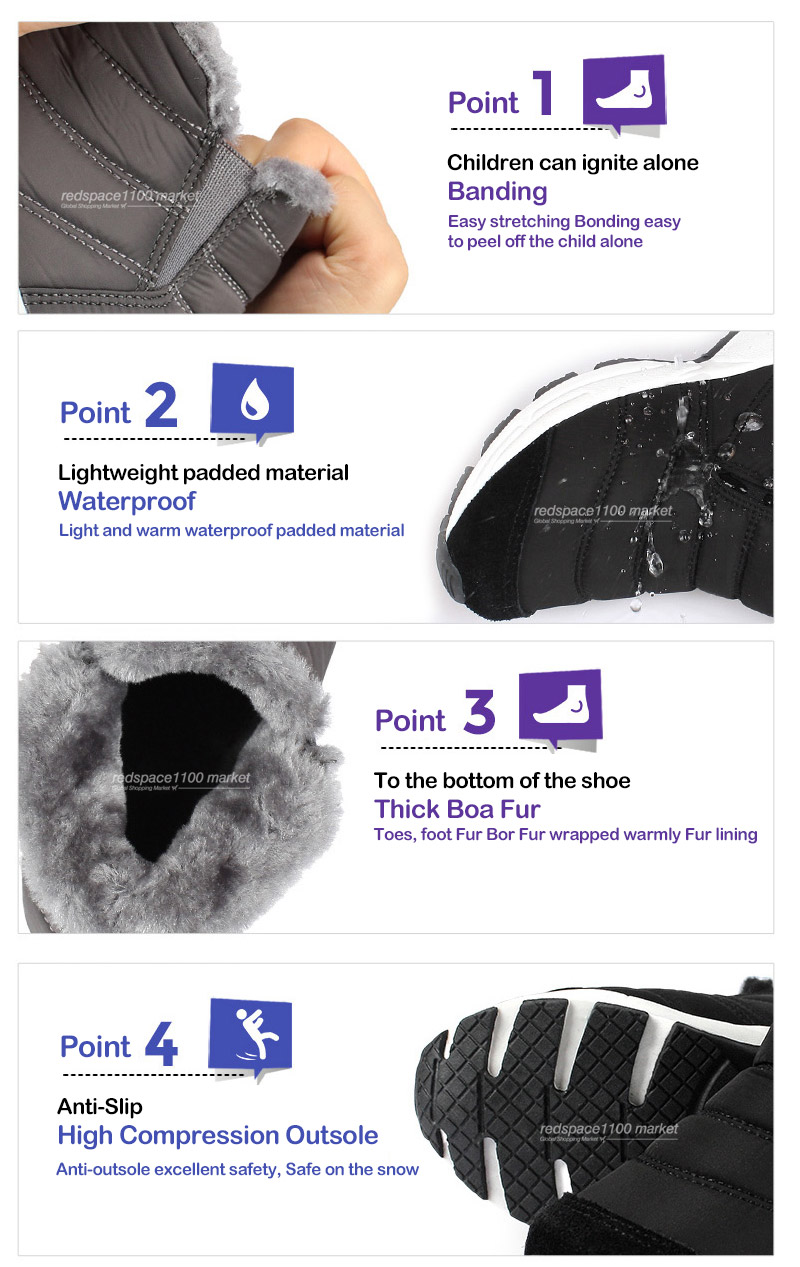 Point 1
Children can ignite alone
Banding
Easy stretching Bonding easy
to peel off the child alone
redspace1100 market
Global Shopping Market
Point 2
Lightweight padded material
Waterproof
Light and warm waterproof padded material
redspace1100 market
Global Shopping Market
Point 3
To the bottom of the shoe
Thick Boa Fur
Toes, foot Fur Bor Fur wrapped warmly Fur lining
redspace1100 market
Global Shopping Market
Point 4
Anti-Slip
High Compression Outsole
Anti-outsole excellent safety, Safe on the snow
redspace1100 market
Global Shopping Market